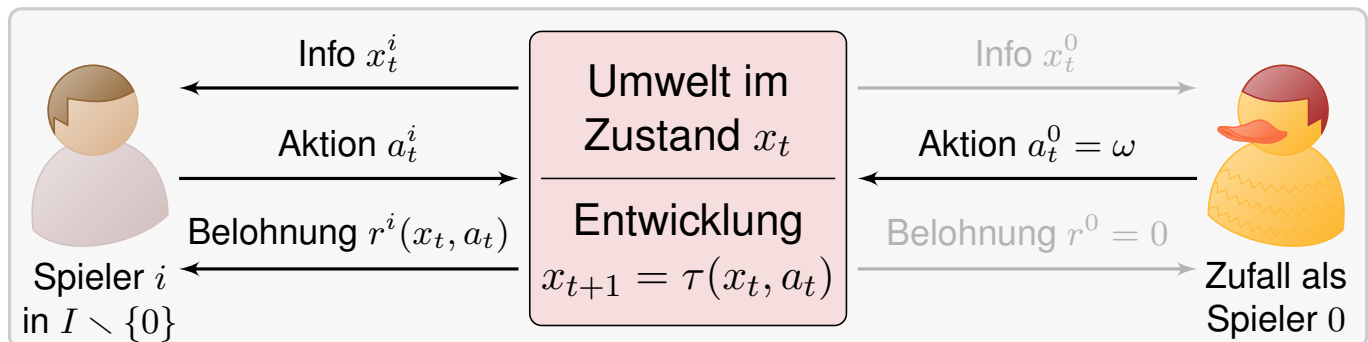 Info $x_t^i$
Aktion $a_t^i$
Belohnung $r^i(x_t, a_t)$
Spieler $i$
in $I \smallsetminus \{0\}$
Umwelt im
Zustand $x_t$
Entwicklung
$x_{t+1} = \tau(x_t, a_t)$
Info $x_t^0$
Aktion $a_t^0 = \omega$
Belohnung $r^0 = 0$
Zufall als
Spieler $0$